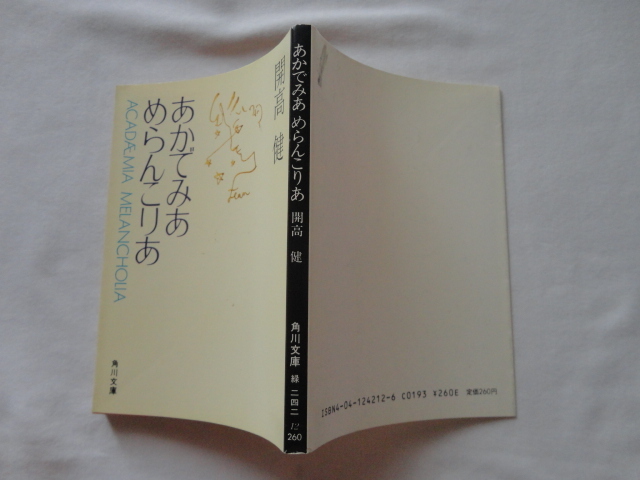 あかでみあ
めらんこりあ
ACADÆMIA MELANCHOLIA
開高 健
角川文庫
あかでみあ めらんこりあ 開高 健 角川文庫 緑 二四二 12
260
ISBN4-04-124212-6 C0193 ¥260E 定価260円